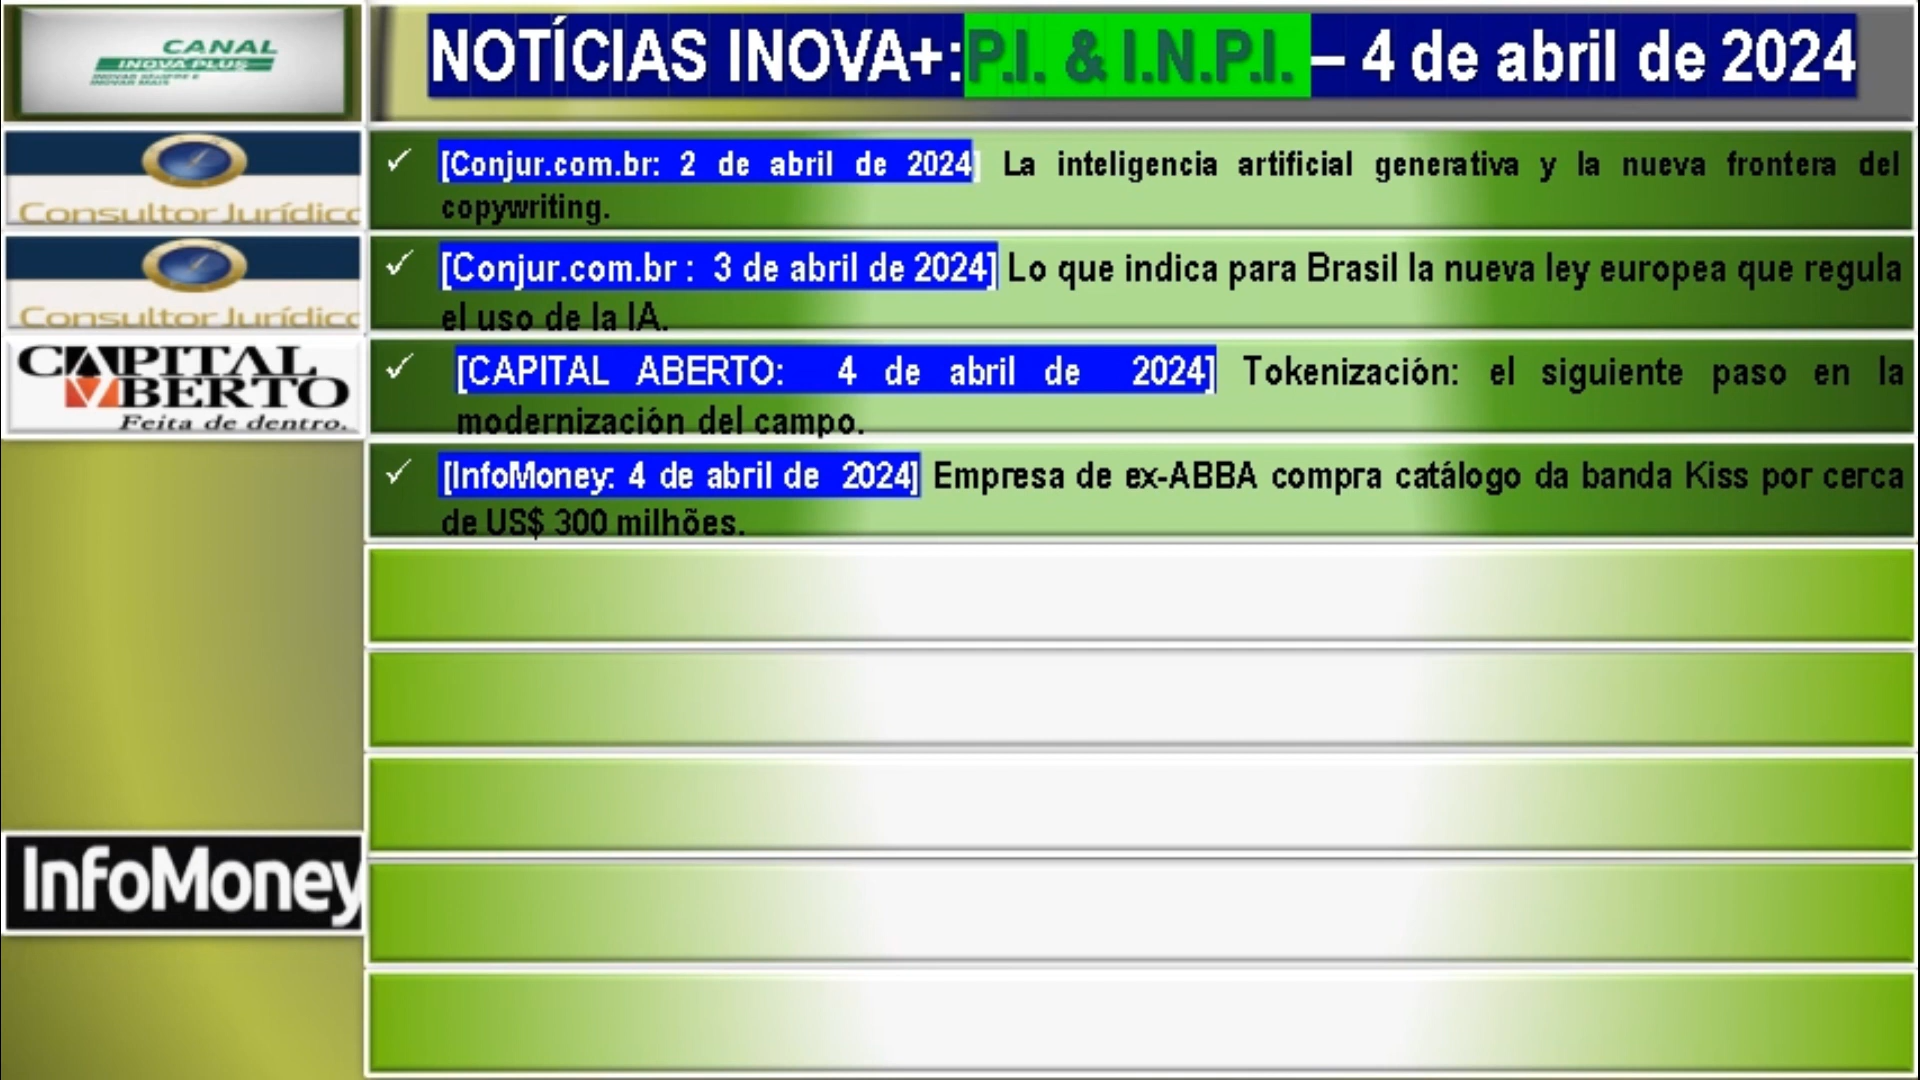 CANAL
INOVA PLUS
INOVAR SEMPRE E
INOVAR MAIS
NOTÍCIAS INOVA+:P.I. & I.N.P.I. – 4 de abril de 2024
Consultor Jurídico
[Conjur.com.br: 2 de abril de 2024] La inteligencia artificial generativa y la nueva frontera del
copywriting.
Consultor Jurídico
[Conjur.com.br : 3 de abril de 2024] Lo que indica para Brasil la nueva ley europea que regula
el uso de la IA.
CAPITAL
ABERTO
Feita de dentro.
[CAPITAL ABERTO: 4 de abril de 2024] Tokenización: el siguiente paso en la
modernización del campo.
[InfoMoney: 4 de abril de 2024] Empresa de ex-ABBA compra catálogo da banda Kiss por cerca
de US$ 300 milhões.
InfoMoney